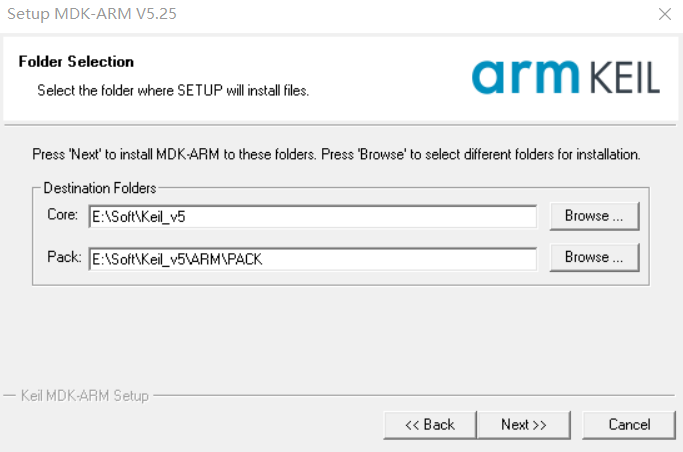 Setup MDK-ARM V5.25
Folder Selection
Select the folder where SETUP will install files.
arm KEIL
Press 'Next' to install MDK-ARM to these folders. Press 'Browse' to select different folders for installation.
Destination Folders
Core: E:\Soft\Keil_v5 Browse ...
Pack: E:\Soft\Keil_v5\ARM\PACK Browse ...
Keil MDK-ARM Setup
<< Back Next >> Cancel